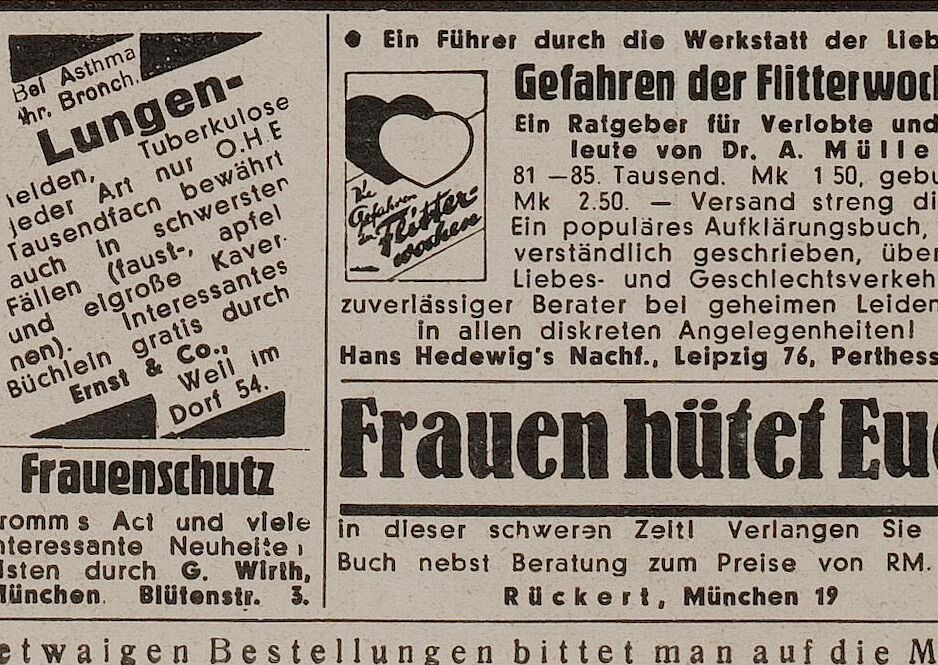 Bei Asthma
chr. Bronch.
Lungen-
leiden, Tuberkulose
jeder Art nur O.H.E
Tausendfach bewährt
auch in schwersten
Fällen (faust-, apfel
und eigroße Kaver-
nen). Interessantes
Büchlein gratis durch
Ernst & Co.,
Weil im
Dorf 54.
Frauenschutz
romm s Act und viele
nteressante Neuheiten
isten durch G. Wirth,
München Blütenstr. 3.
● Ein Führer durch die Werkstatt der Lieb
Gefahren der Flitterwoch
Ein Ratgeber für Verlobte und
leute von Dr. A. Mülle
81—85. Tausend. Mk 1 50, gebu
Mk 2.50. — Versand streng di
Ein populäres Aufklärungsbuch,
verständlich geschrieben, über
Liebes- und Geschlechtsverkeh
zuverlässiger Berater bei geheimen Leiden
in allen diskreten Angelegenheiten!
Hans Hedewig's Nachf., Leipzig 76, Perthess
Die
Gefahren
der Flitter-
wochen
Frauen hütet Euc
in dieser schweren Zeit! Verlangen Sie
Buch nebst Beratung zum Preise von RM.
Rückert, München 19
etwaigen Bestellungen bittet man auf die M